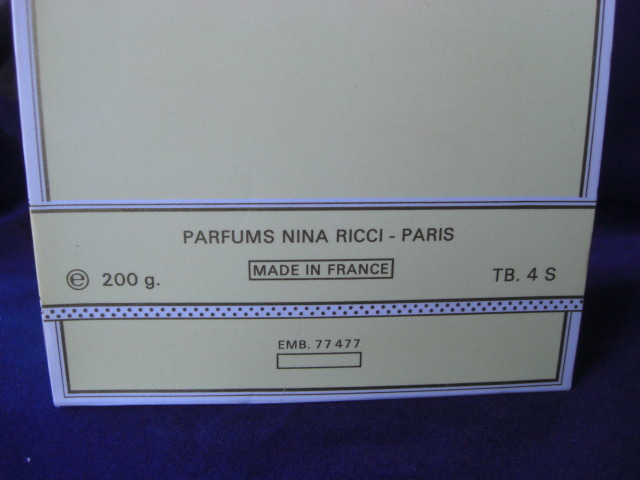 PARFUMS NINA RICCI - PARIS
MADE IN FRANCE
℮ 200 g.
TB. 4 S
EMB. 77 477